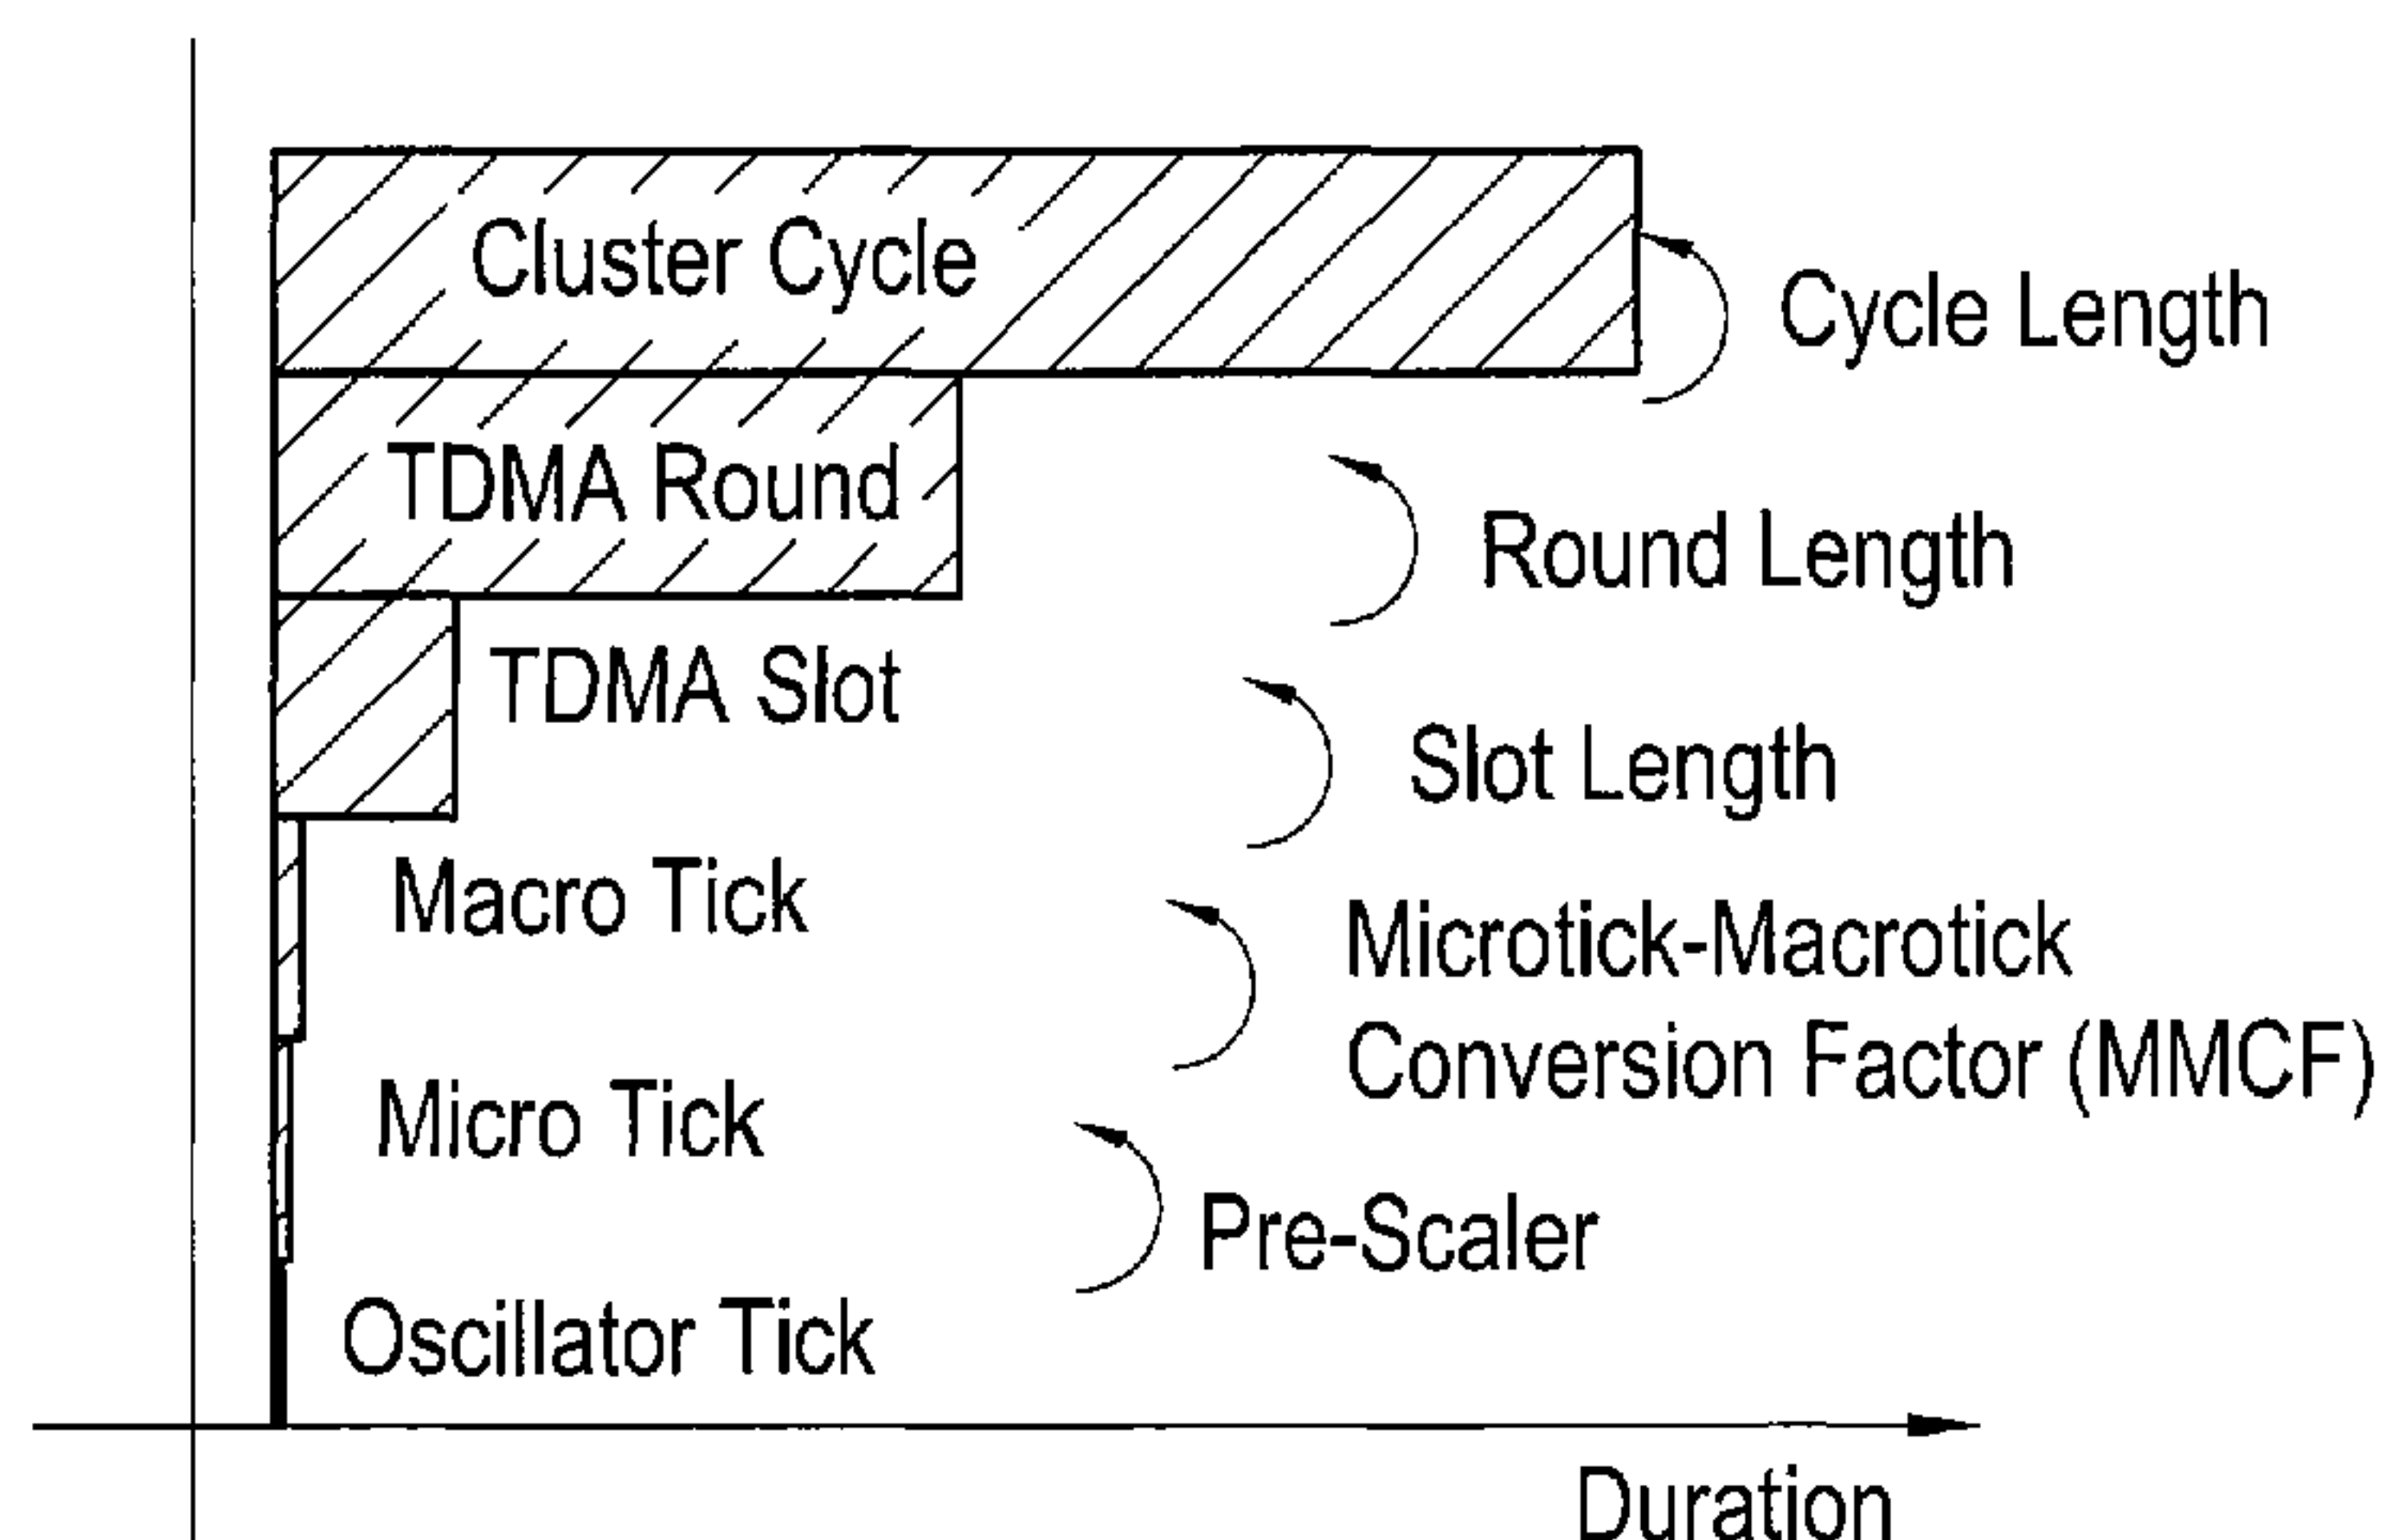 Cluster Cycle
Cycle Length
TDMA Round
Round Length
TDMA Slot
Slot Length
Macro Tick
Microtick-Macrotick
Conversion Factor (MMCF)
Micro Tick
Pre-Scaler
Oscillator Tick
Duration